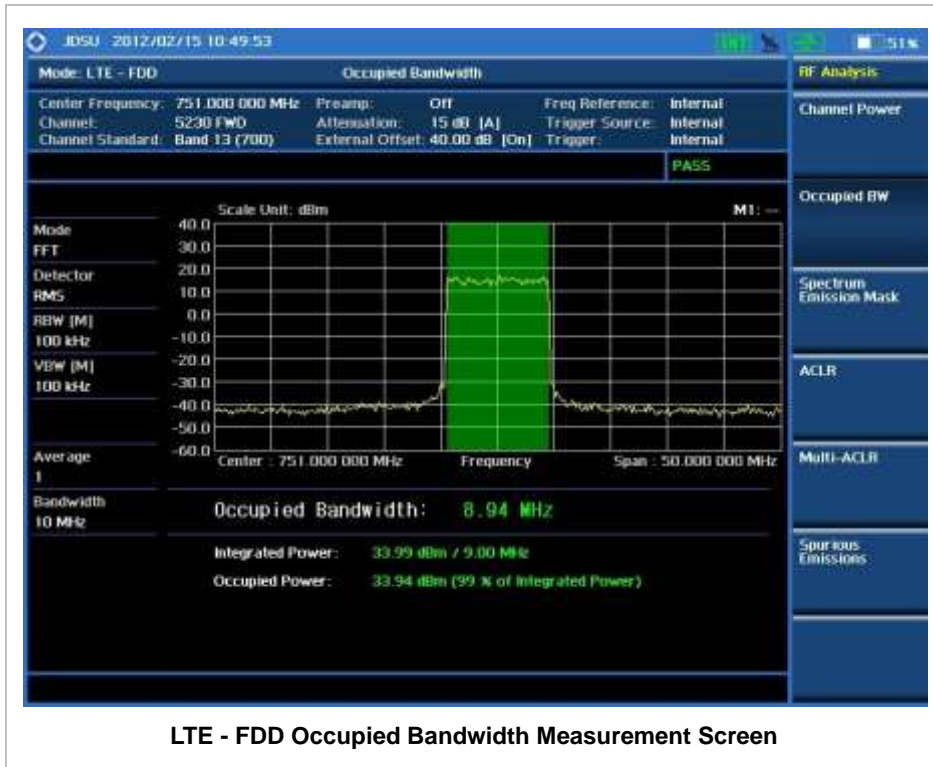 JDSU 2012/02/15 10:49:53
51%
Mode: LTE - FDD Occupied Bandwidth
RF Analysis
Center Frequency: 751.000 000 MHz Preamp: Off Freq Reference: Internal
Channel: 5230 FWD Attenuation: 15 dB [A] Trigger Source: Internal
Channel Standard: Band 13 (700) External Offset: 40.00 dB [On] Trigger: Internal
PASS
Channel Power
Occupied BW
Spectrum
Emission Mask
ACLR
Multi-ACLR
Spurious
Emissions
Scale Unit: dBm M1: --
Mode
FFT
Detector
RMS
RBW [M]
100 kHz
VBW [M]
100 kHz
Average
1
Bandwidth
10 MHz
40.0
30.0
20.0
10.0
0.0
-10.0
-20.0
-30.0
-40.0
-50.0
-60.0
Center : 751.000 000 MHz Frequency Span : 50.000 000 MHz
Occupied Bandwidth: 8.94 MHz
Integrated Power: 33.99 dBm / 9.00 MHz
Occupied Power: 33.94 dBm (99 % of Integrated Power)
LTE - FDD Occupied Bandwidth Measurement Screen